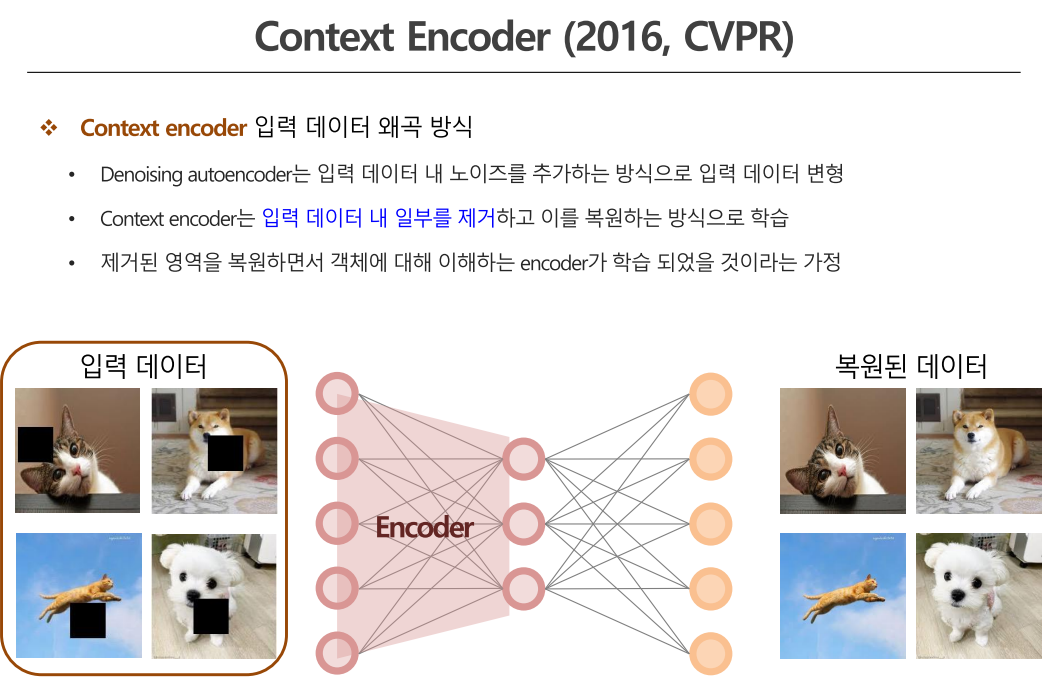 Context Encoder (2016, CVPR)
❖ Context encoder 입력 데이터 왜곡 방식
• Denoising autoencoder는 입력 데이터 내 노이즈를 추가하는 방식으로 입력 데이터 변형
• Context encoder는 입력 데이터 내 일부를 제거하고 이를 복원하는 방식으로 학습
• 제거된 영역을 복원하면서 객체에 대해 이해하는 encoder가 학습 되었을 것이라는 가정
입력 데이터
복원된 데이터
Encoder